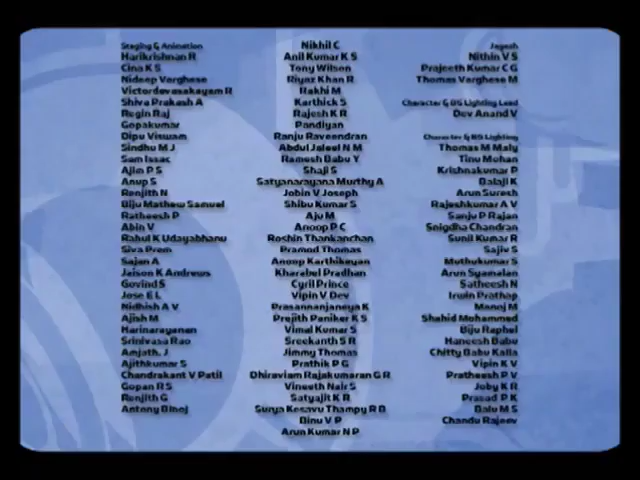 Staging & Animation
Harikrishnan R
Cina K S
Nideep Varghese
Victordevasakayam R
Shiva Prakash A
Regin Raj
Gopakumar
Dipu Viswam
Sindhu M J
Sam Issac
Ajim P S
Anup S
Renjith N
Biju Mathew Samuel
Ratheesh P
Abin V
Rahul K Udayabhanu
Siva Prem
Sajan A
Jaison K Andrews
Govind S
Jose E L
Nidhish A V
Ajish M
Harinarayanan
Srinivasa Rao
Amjath. J
Ajithkumar S
Chandrakant V Patil
Gopan R S
Renjith G
Antony Binoj
Nikhil C
Anil Kumar K S
Tony Wilson
Riyaz Khan R
Rakhi M
Karthick S
Rajesh K R
Pandiyan
Ranju Raveendran
Abdul Jaleel N M
Ramesh Babu Y
Shaji S
Satyanarayana Murthy A
Jobin V Joseph
Shibu Kumar S
Aju M
Anoop P C
Roshin Thankanchan
Pramod Thomas
Anoop Karthikeyan
Kharabel Pradhan
Cyril Prince
Vipin V Dev
Prasannanjaneya K
Prejith Paniker K S
Vimal Kumar S
Sreekanth S R
Jimmy Thomas
Prathik P G
Dhiraviam Rajakumaran G R
Vineeth Nair S
Satyajit K R
Surya Kesavu Thampy R B
Binu V P
Arun Kumar N P
Jayesh
Nithin V S
Prajeeth Kumar C G
Thomas Varghese M
Character & BG Lighting Lead
Dev Anand V
Character & BG Lighting
Thomas M Maly
Tinu Mohan
Krishnakumar P
Balaji K
Arun Suresh
Rajeshkumar A V
Sanju P Rajan
Snigdha Chandran
Sunil Kumar R
Sajiv S
Muthukumar S
Arun Syamalan
Satheesh N
Irwin Prathap
Manoj M
Shahid Mohammed
Biju Raphel
Haneesh Babu
Chitty Babu Kalla
Vipin K V
Pratheesh P V
Joby K R
Prasad P K
Balu M S
Chandu Rajeev